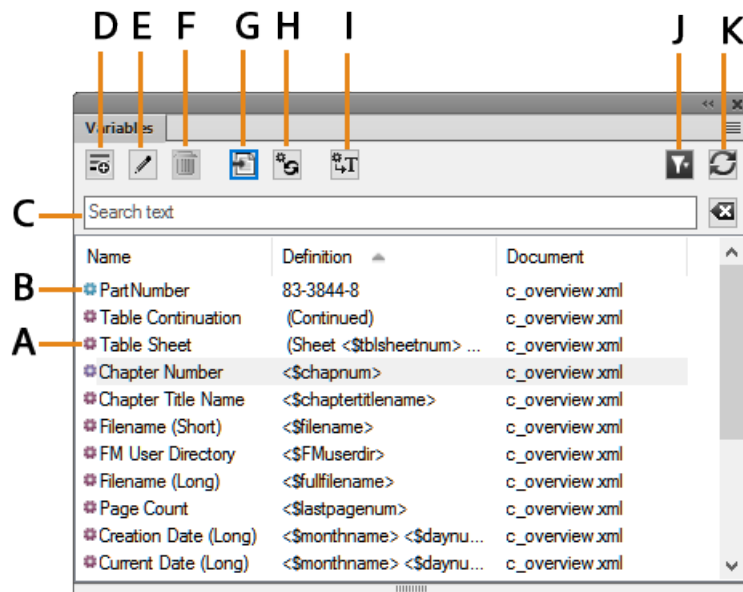 D E F G H I J K
Variables
T
C Search text
Name Definition Document
B PartNumber 83-3844-8 c_overview.xml
Table Continuation (Continued) c_overview.xml
A Table Sheet (Sheet <$tblsheetnum> ... c_overview.xml
Chapter Number <$chapnum> c_overview.xml
Chapter Title Name <$chaptertitlename> c_overview.xml
Filename (Short) <$filename> c_overview.xml
FM User Directory <$FMuserdir> c_overview.xml
Filename (Long) <$fullfilename> c_overview.xml
Page Count <$lastpagenum> c_overview.xml
Creation Date (Long) <$monthname> <$daynu... c_overview.xml
Current Date (Long) <$monthname> <$daynu... c_overview.xml